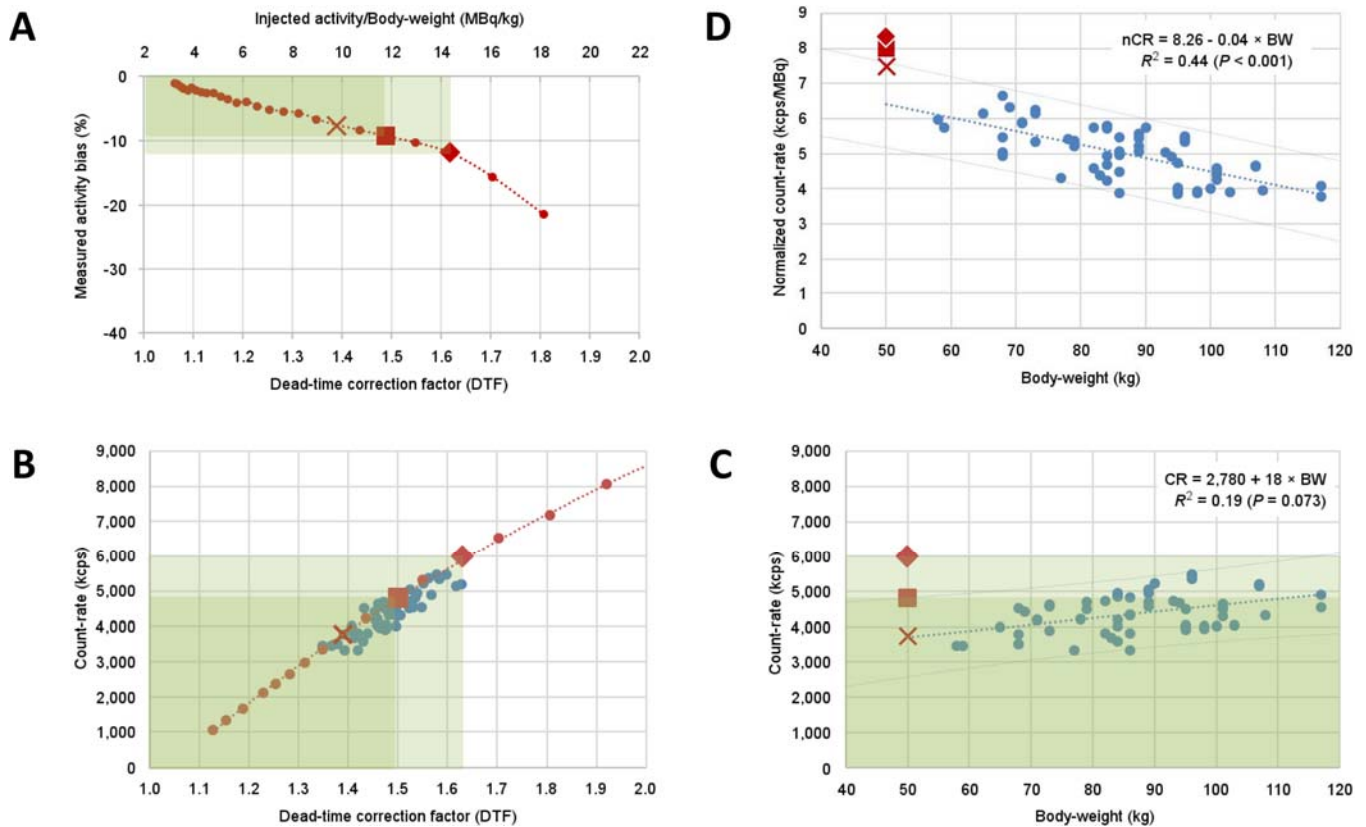 A
Injected activity/Body-weight (MBq/kg)
2 4 6 8 10 12 14 16 18 20 22
Measured activity bias (%)
0
-10
-20
-30
-40
1.0 1.1 1.2 1.3 1.4 1.5 1.6 1.7 1.8 1.9 2.0
Dead-time correction factor (DTF)
D
Normalized count-rate (kcps/MBq)
9
8
7
6
5
4
3
2
1
0
nCR = 8.26 - 0.04 × BW
R² = 0.44 (P < 0.001)
40 50 60 70 80 90 100 110 120
Body-weight (kg)
B
Count-rate (kcps)
9,000
8,000
7,000
6,000
5,000
4,000
3,000
2,000
1,000
0
1.0 1.1 1.2 1.3 1.4 1.5 1.6 1.7 1.8 1.9 2.0
Dead-time correction factor (DTF)
C
Count-rate (kcps)
9,000
8,000
7,000
6,000
5,000
4,000
3,000
2,000
1,000
0
CR = 2,780 + 18 × BW
R² = 0.19 (P = 0.073)
40 50 60 70 80 90 100 110 120
Body-weight (kg)